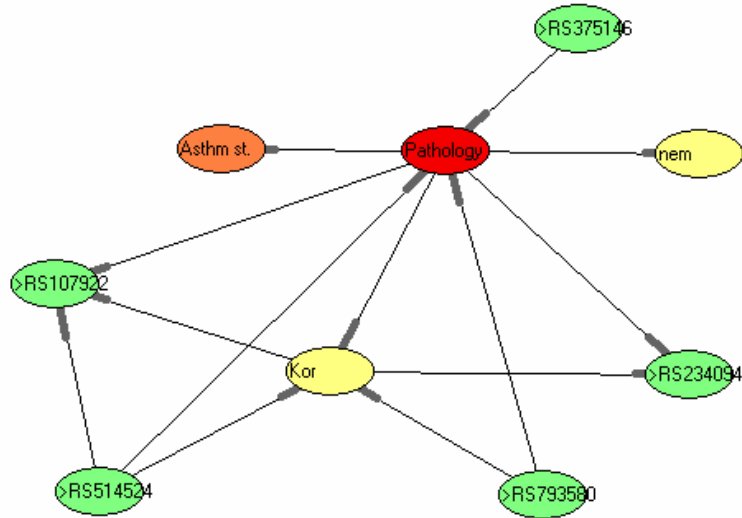 >RS375146
Asthm st.
Pathology
nem
>RS107922
Kor
>RS234094
>RS514524
>RS793580